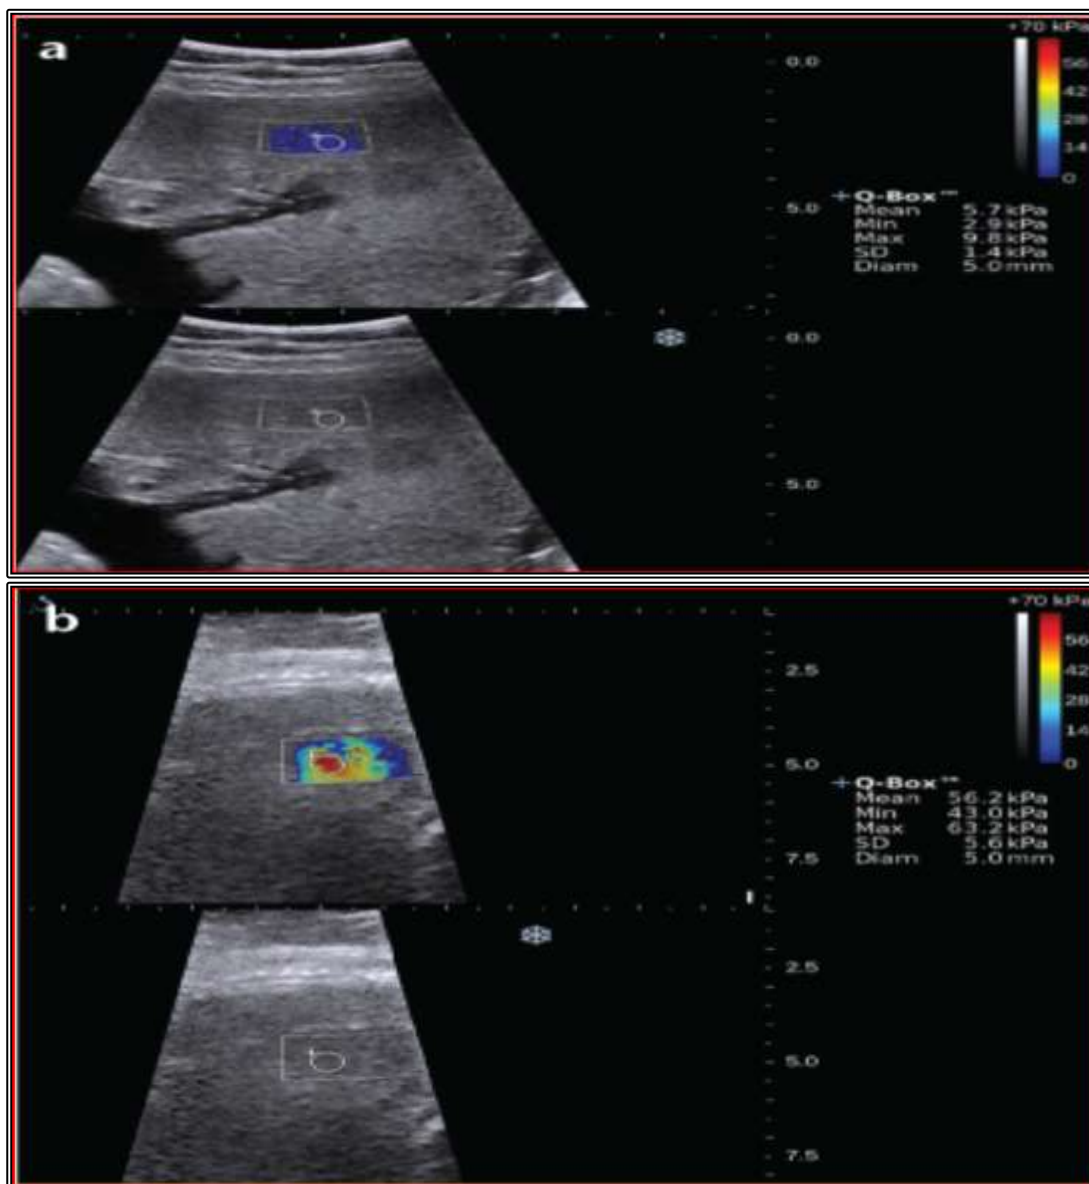 a
+70 kPa
56
42
28
14
0
0.0
5.0
+ Q-Box™
Mean 5.7 kPa
Min 2.9 kPa
Max 9.8 kPa
SD 1.4 kPa
Diam 5.0 mm
0.0
5.0
b
+70 kPa
56
42
28
14
0
2.5
5.0
7.5
+ Q-Box™
Mean 56.2 kPa
Min 43.0 kPa
Max 63.2 kPa
SD 5.6 kPa
Diam 5.0 mm
2.5
5.0
7.5